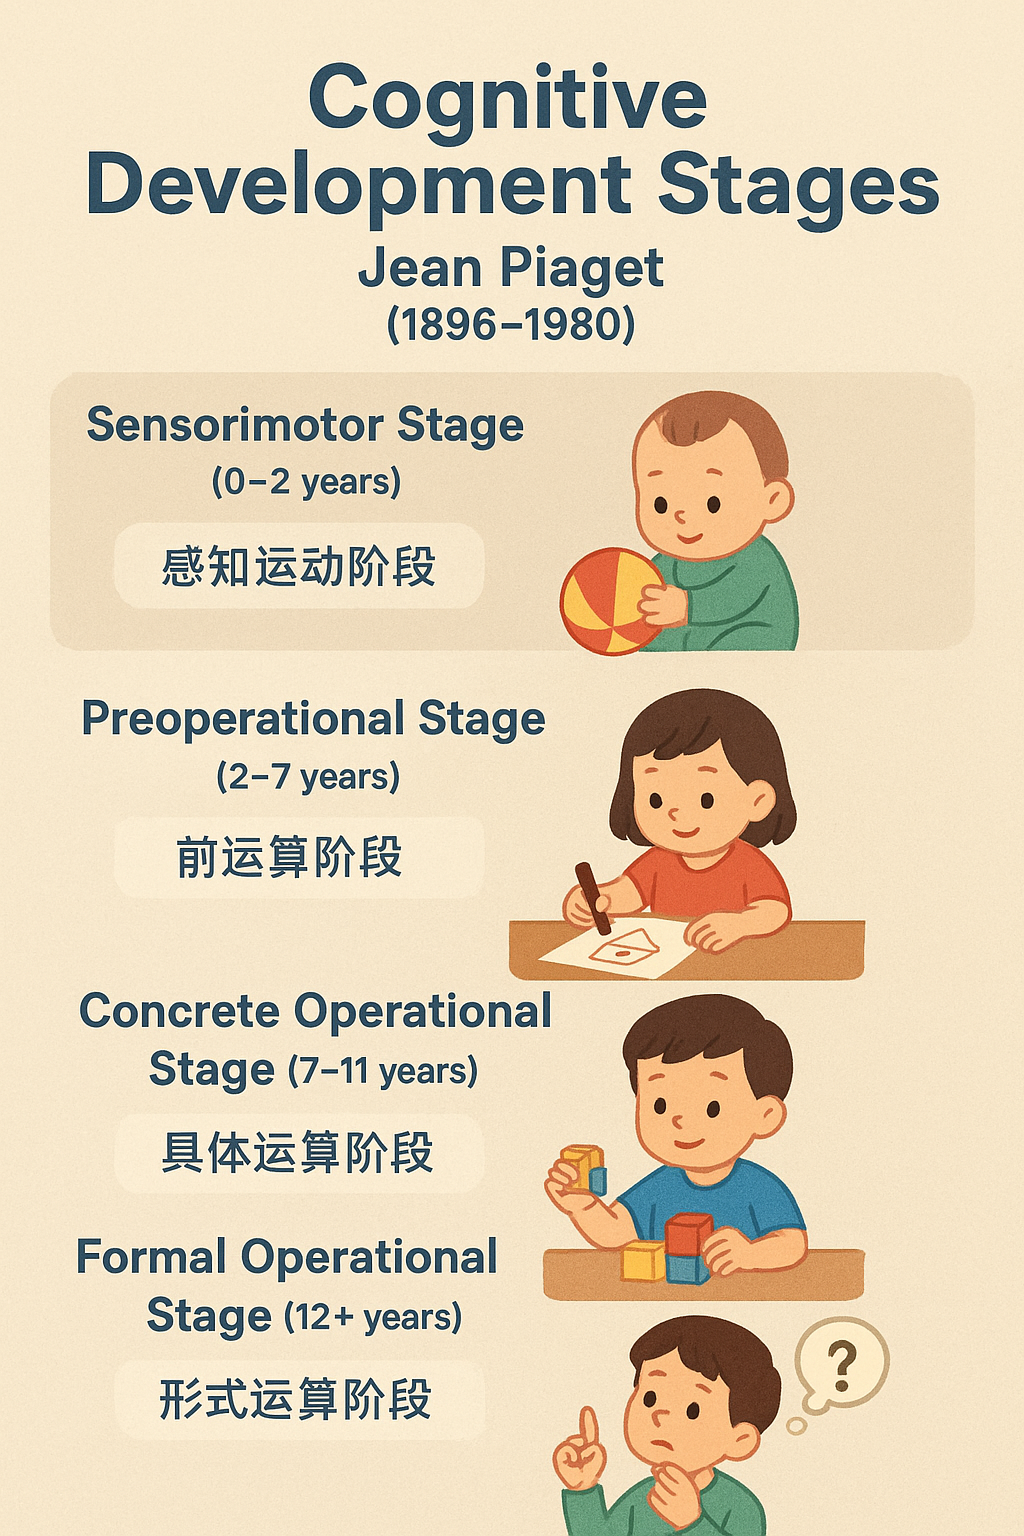 Cognitive
Development Stages
Jean Piaget
(1896–1980)
Sensorimotor Stage
(0–2 years)
感知运动阶段
Preoperational Stage
(2–7 years)
前运算阶段
Concrete Operational
Stage (7–11 years)
具体运算阶段
Formal Operational
Stage (12+ years)
形式运算阶段
?